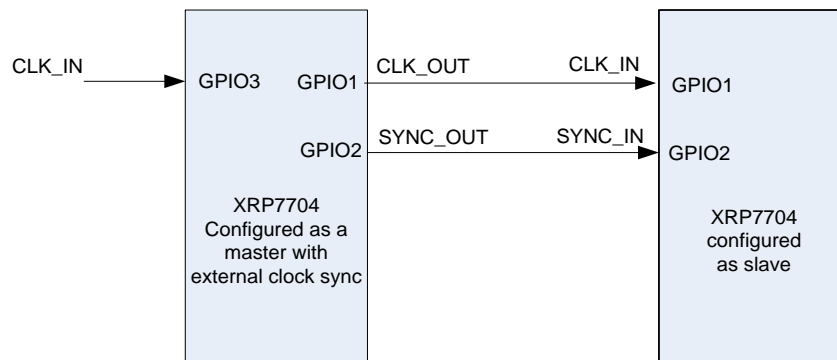 CLK_IN
GPIO3
GPIO1
CLK_OUT
CLK_IN
GPIO1
GPIO2
SYNC_OUT
SYNC_IN
GPIO2
XRP7704
Configured as a
master with
external clock sync
XRP7704
configured
as slave